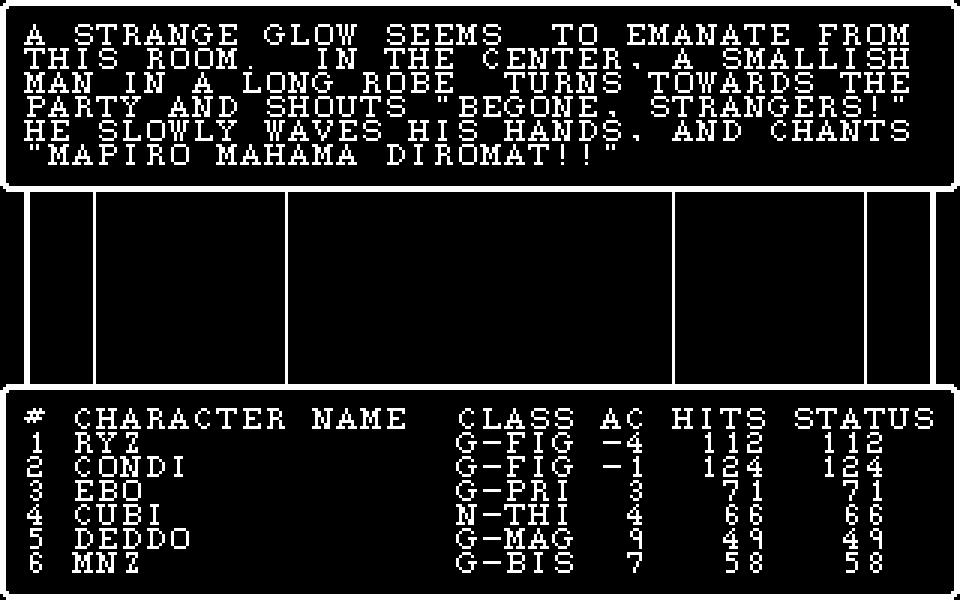 A STRANGE GLOW SEEMS  TO EMANATE FROM
THIS ROOM.  IN THE CENTER, A SMALLISH
MAN IN A LONG ROBE  TURNS TOWARDS THE
PARTY AND SHOUTS "BEGONE, STRANGERS!"
HE SLOWLY WAVES HIS HANDS, AND CHANTS
"MAPIRO MAHAMA DIROMAT!!"
# CHARACTER NAME  CLASS AC HITS STATUS
1 RYZ G-FIG -4 112 112
2 CONDI G-FIG -1 124 124
3 EBO G-PRI 3 71 71
4 CUBI N-THI 4 66 66
5 DEDDO G-MAG 9 49 49
6 MNZ G-BIS 7 58 58